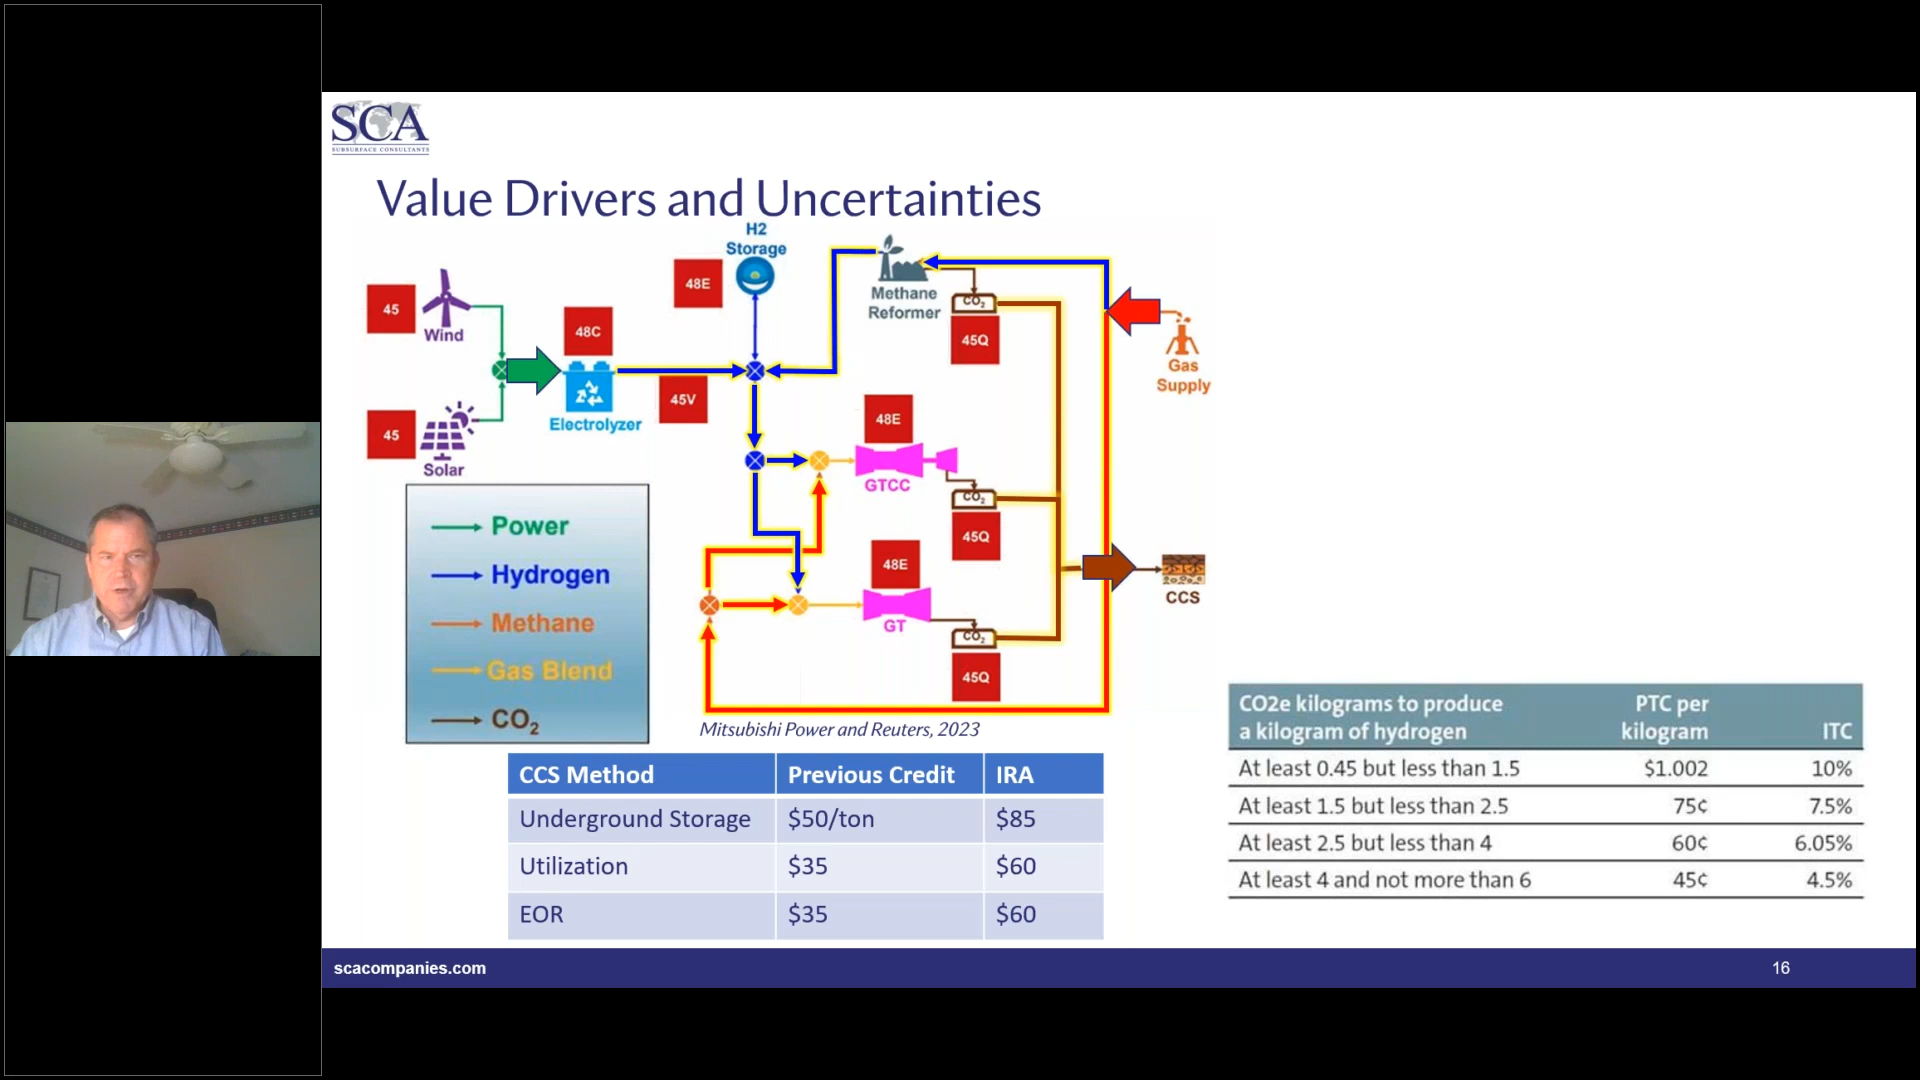 SCA
SUBSURFACE CONSULTANTS
Value Drivers and Uncertainties
H2
Storage
48E
45
Wind
48C
45V
Electrolyzer
45
Solar
Methane
Reformer
CO2
45Q
Gas
Supply
48E
GTCC
CO2
45Q
48E
GT
CO2
45Q
CCS
Power
Hydrogen
Methane
Gas Blend
CO2
Mitsubishi Power and Reuters, 2023
CCS Method Previous Credit IRA
Underground Storage $50/ton $85
Utilization $35 $60
EOR $35 $60
CO2e kilograms to produce PTC per
a kilogram of hydrogen kilogram ITC
At least 0.45 but less than 1.5 $1.002 10%
At least 1.5 but less than 2.5 75¢ 7.5%
At least 2.5 but less than 4 60¢ 6.05%
At least 4 and not more than 6 45¢ 4.5%
scacompanies.com 16